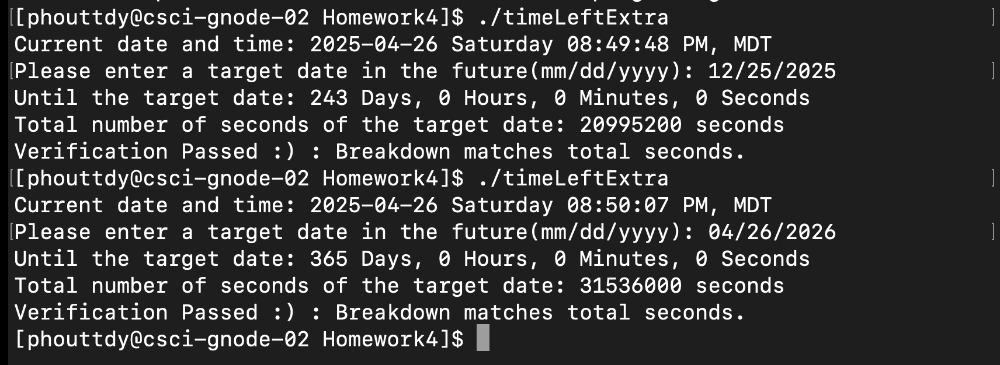 [[phouttdy@csci-gnode-02 Homework4]$ ./timeLeftExtra ]
Current date and time: 2025-04-26 Saturday 08:49:48 PM, MDT
[Please enter a target date in the future(mm/dd/yyyy): 12/25/2025 ]
Until the target date: 243 Days, 0 Hours, 0 Minutes, 0 Seconds
Total number of seconds of the target date: 20995200 seconds
Verification Passed :) : Breakdown matches total seconds.
[[phouttdy@csci-gnode-02 Homework4]$ ./timeLeftExtra ]
Current date and time: 2025-04-26 Saturday 08:50:07 PM, MDT
[Please enter a target date in the future(mm/dd/yyyy): 04/26/2026 ]
Until the target date: 365 Days, 0 Hours, 0 Minutes, 0 Seconds
Total number of seconds of the target date: 31536000 seconds
Verification Passed :) : Breakdown matches total seconds.
[phouttdy@csci-gnode-02 Homework4]$